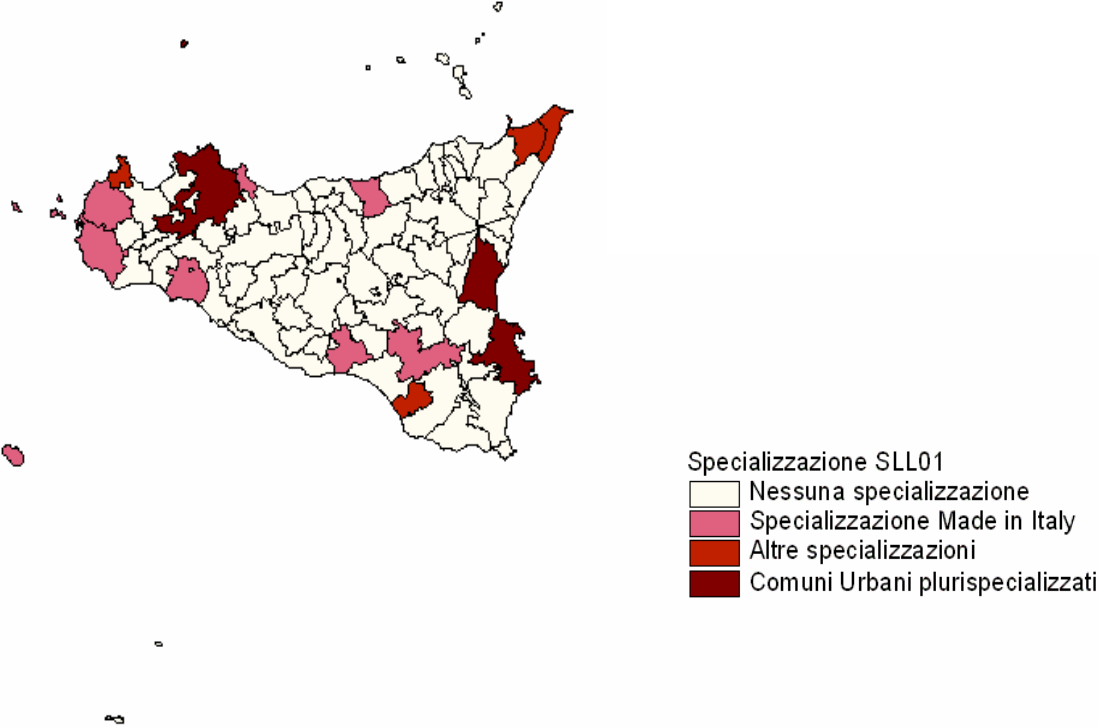 Specializzazione SLL01
Nessuna specializzazione
Specializzazione Made in Italy
Altre specializzazioni
Comuni Urbani plurispecializzati